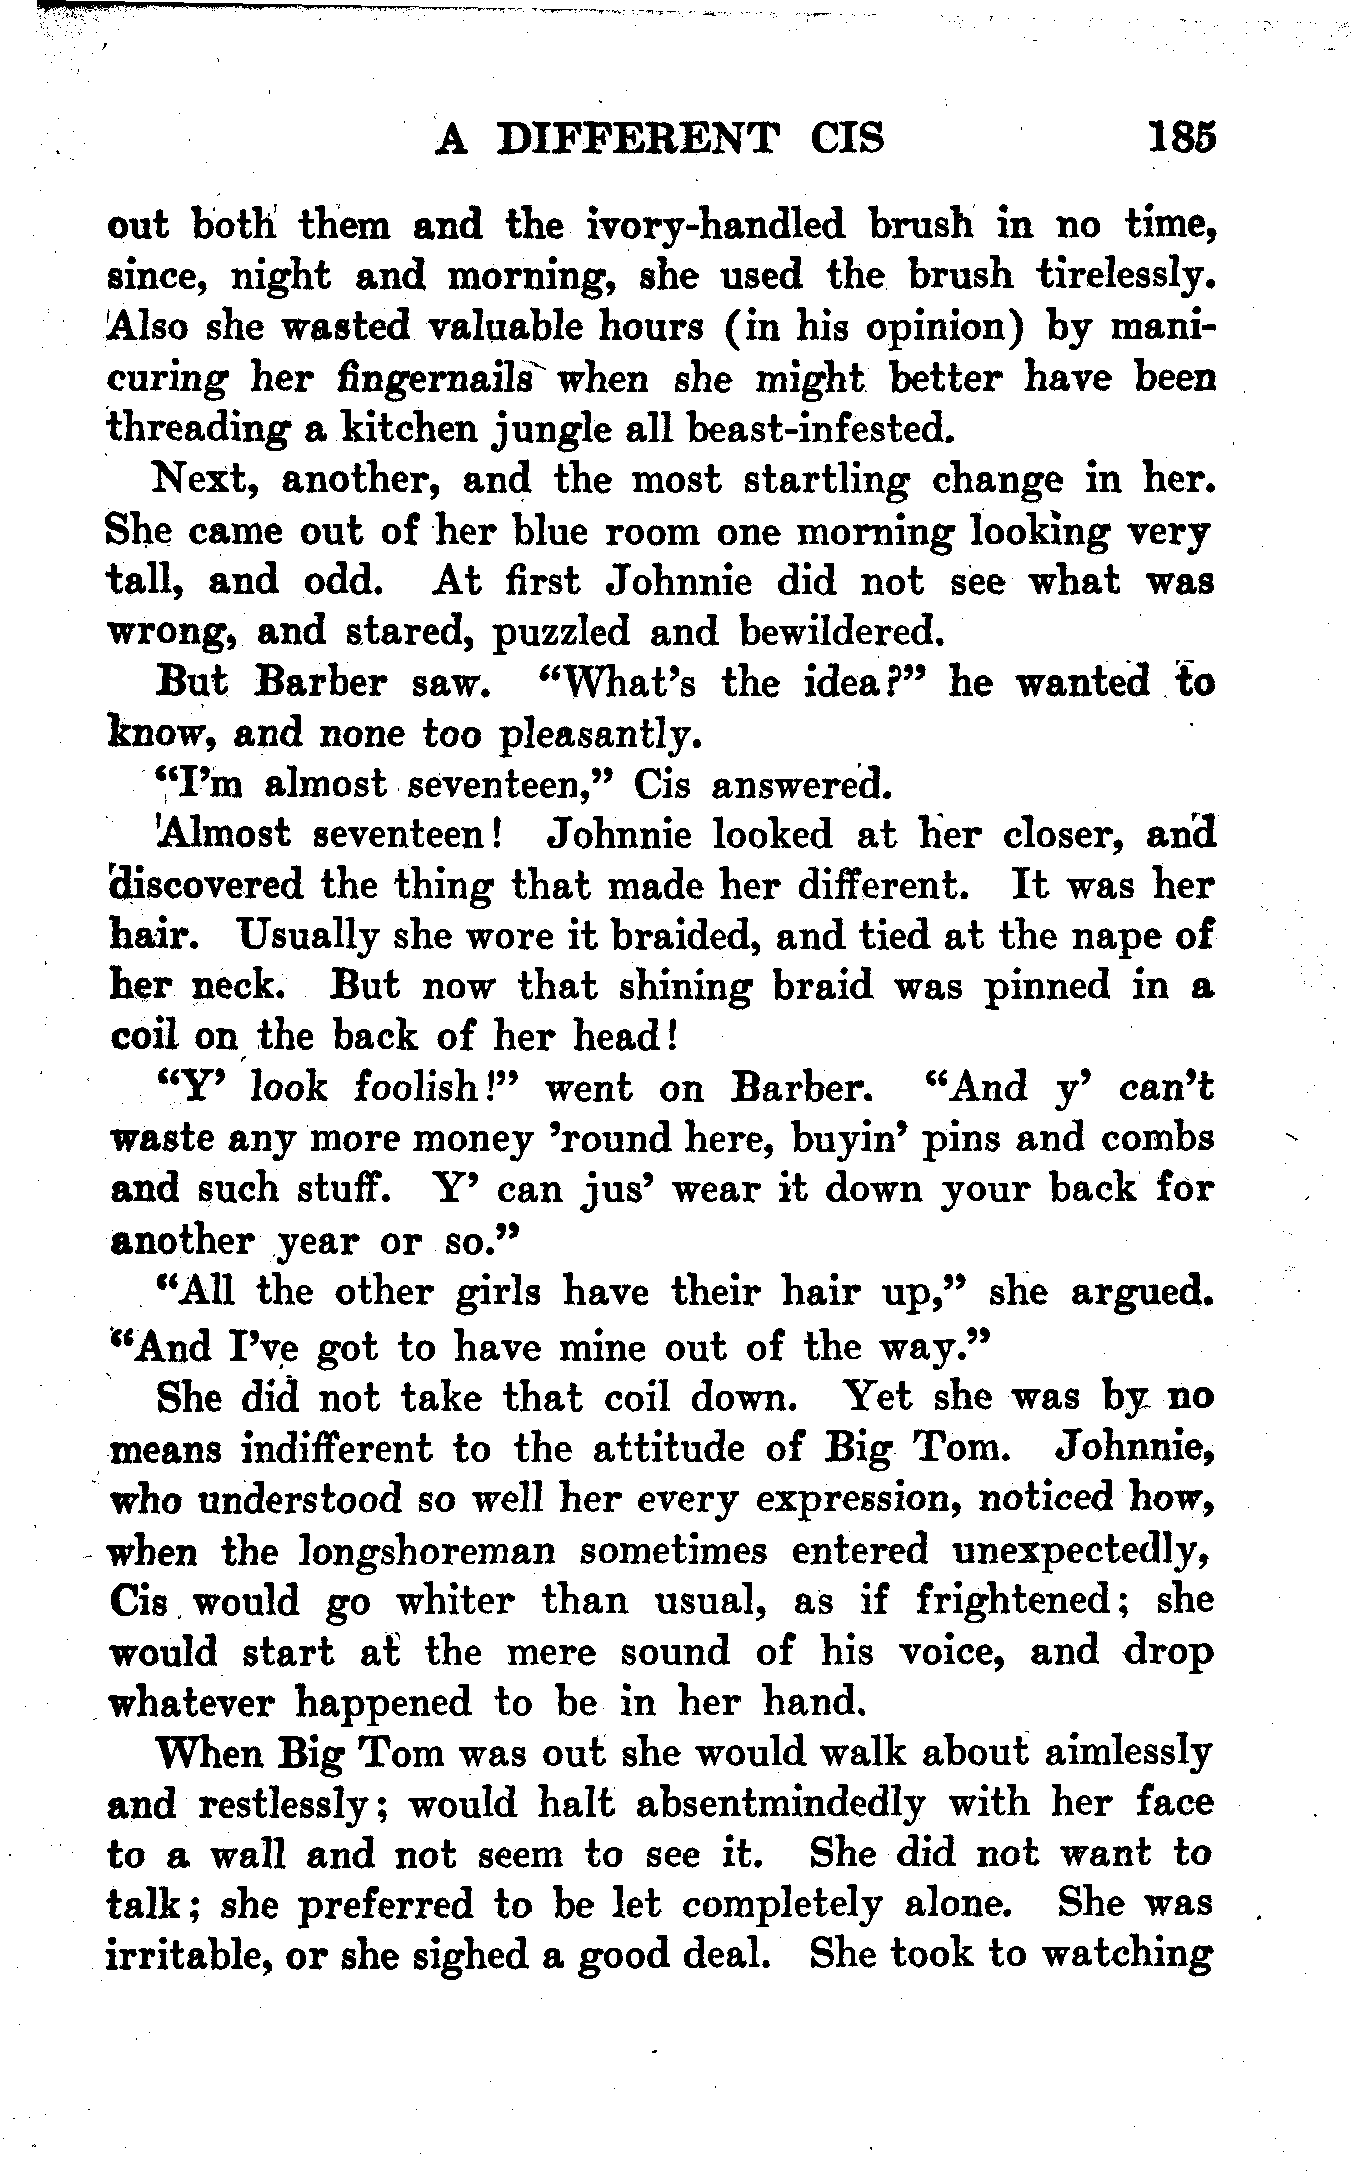 A DIFFERENT CIS 185
out both them and the ivory-handled brush in no time,
since, night and morning, she used the brush tirelessly.
Also she wasted valuable hours (in his opinion) by mani-
curing her fingernails when she might better have been
threading a kitchen jungle all beast-infested.
Next, another, and the most startling change in her.
She came out of her blue room one morning looking very
tall, and odd. At first Johnnie did not see what was
wrong, and stared, puzzled and bewildered.
But Barber saw. “What’s the idea?” he wanted to
know, and none too pleasantly.
“I’m almost seventeen,” Cis answered.
Almost seventeen! Johnnie looked at her closer, and
discovered the thing that made her different. It was her
hair. Usually she wore it braided, and tied at the nape of
her neck. But now that shining braid was pinned in a
coil on the back of her head!
“Y’ look foolish!” went on Barber. “And y’ can’t
waste any more money ’round here, buyin’ pins and combs
and such stuff. Y’ can jus’ wear it down your back for
another year or so.”
“All the other girls have their hair up,” she argued.
“And I’ve got to have mine out of the way.”
She did not take that coil down. Yet she was by no
means indifferent to the attitude of Big Tom. Johnnie,
who understood so well her every expression, noticed how,
when the longshoreman sometimes entered unexpectedly,
Cis would go whiter than usual, as if frightened; she
would start at the mere sound of his voice, and drop
whatever happened to be in her hand.
When Big Tom was out she would walk about aimlessly
and restlessly; would halt absentmindedly with her face
to a wall and not seem to see it. She did not want to
talk; she preferred to be let completely alone. She was
irritable, or she sighed a good deal. She took to watching